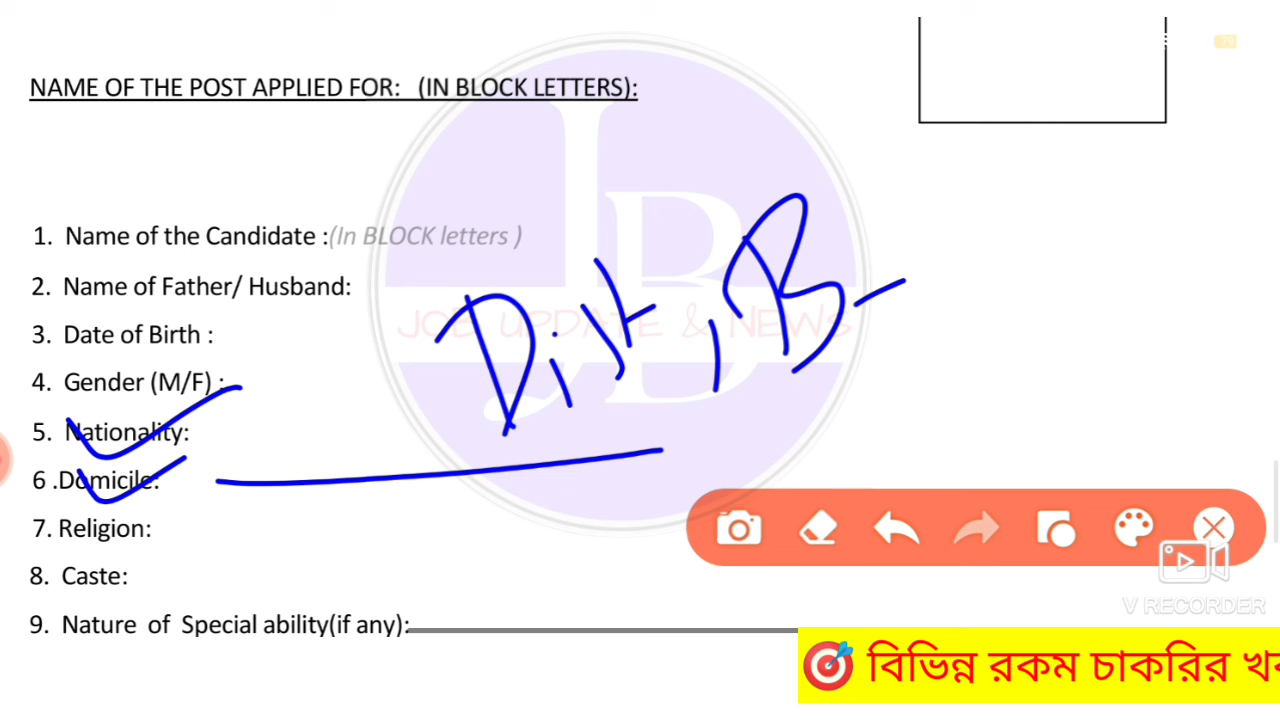 NAME OF THE POST APPLIED FOR: (IN BLOCK LETTERS):
1. Name of the Candidate :(In BLOCK letters )
2. Name of Father/ Husband:
JOB UPDATE & NEWS
3. Date of Birth :
Dist, B-
4. Gender (M/F) :
5. Nationality:
6 .Domicile:
7. Religion:
8. Caste:
9. Nature of Special ability(if any):
V RECORDER
🎯 বিভিন্ন রকম চাকরির